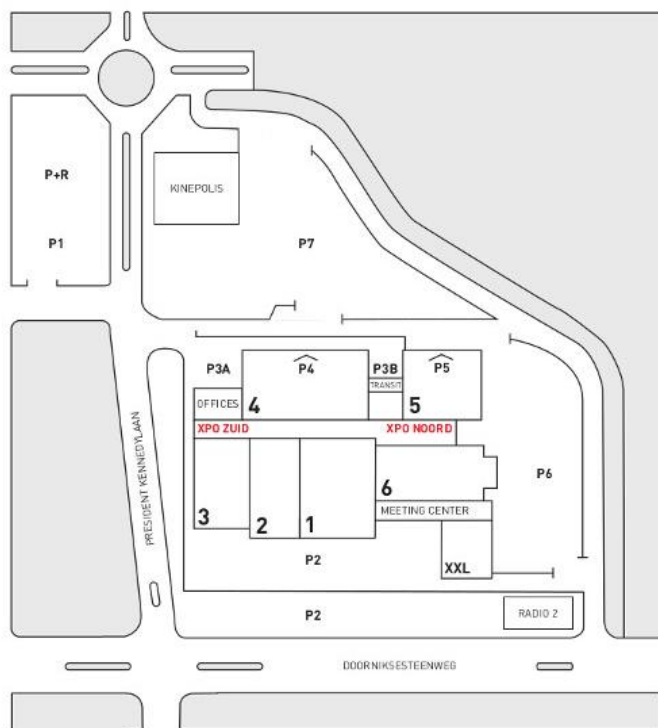 P+R
KINEPOLIS
P1
P7
P3A
P4
P3B
P5
TRANSIT
OFFICES
4
5
XPO ZUID
XPO NOORD
PRESIDENT KENNEDYLAAN
6
P6
3
2
1
MEETING CENTER
P2
XXL
P2
RADIO 2
DOORNIKSESTEENWEG